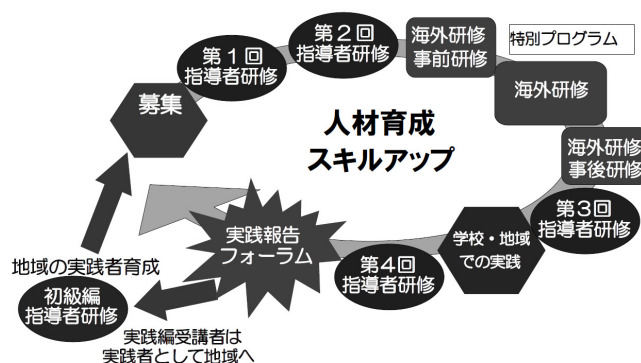 募集
第1回
指導者研修
第2回
指導者研修
海外研修
事前研修
特別プログラム
海外研修
海外研修
事後研修
第3回
指導者研修
学校・地域
での実践
第4回
指導者研修
実践報告
フォーラム
人材育成
スキルアップ
地域の実践者育成
初級編
指導者研修
実践編受講者は
実践者として地域へ